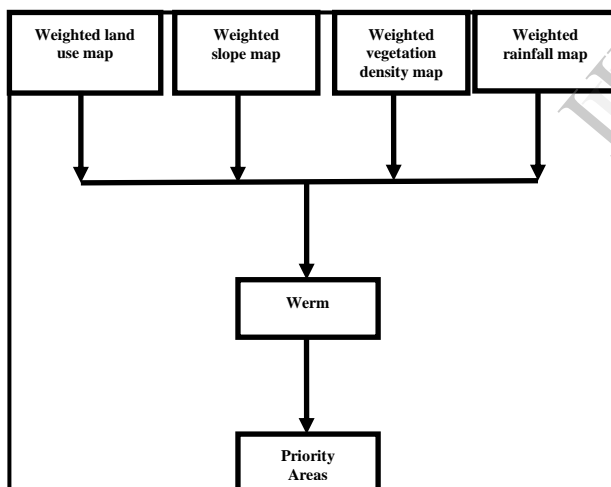 Weighted land
use map
Weighted
slope map
Weighted
vegetation
density map
Weighted
rainfall map
Werm
Priority
Areas